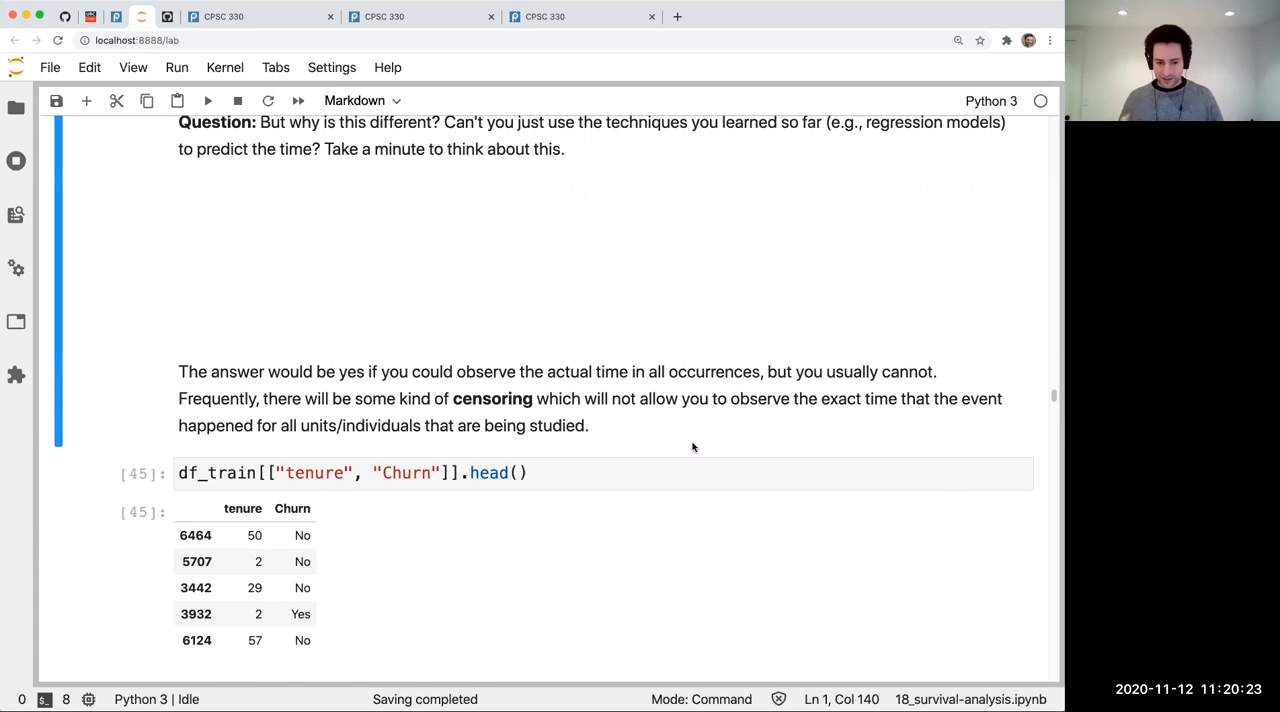 CPSC 330
CPSC 330
CPSC 330
localhost:8888/lab
File Edit View Run Kernel Tabs Settings Help
Markdown
Python 3
Question: But why is this different? Can't you just use the techniques you learned so far (e.g., regression models)
to predict the time? Take a minute to think about this.
The answer would be yes if you could observe the actual time in all occurrences, but you usually cannot.
Frequently, there will be some kind of censoring which will not allow you to observe the exact time that the event
happened for all units/individuals that are being studied.
[45]: df_train[["tenure", "Churn"]].head()
[45]: tenure Churn
6464 50 No
5707 2 No
3442 29 No
3932 2 Yes
6124 57 No
0 8 Python 3 | Idle Saving completed Mode: Command Ln 1, Col 140 18_survival-analysis.ipynb
2020-11-12 11:20:23